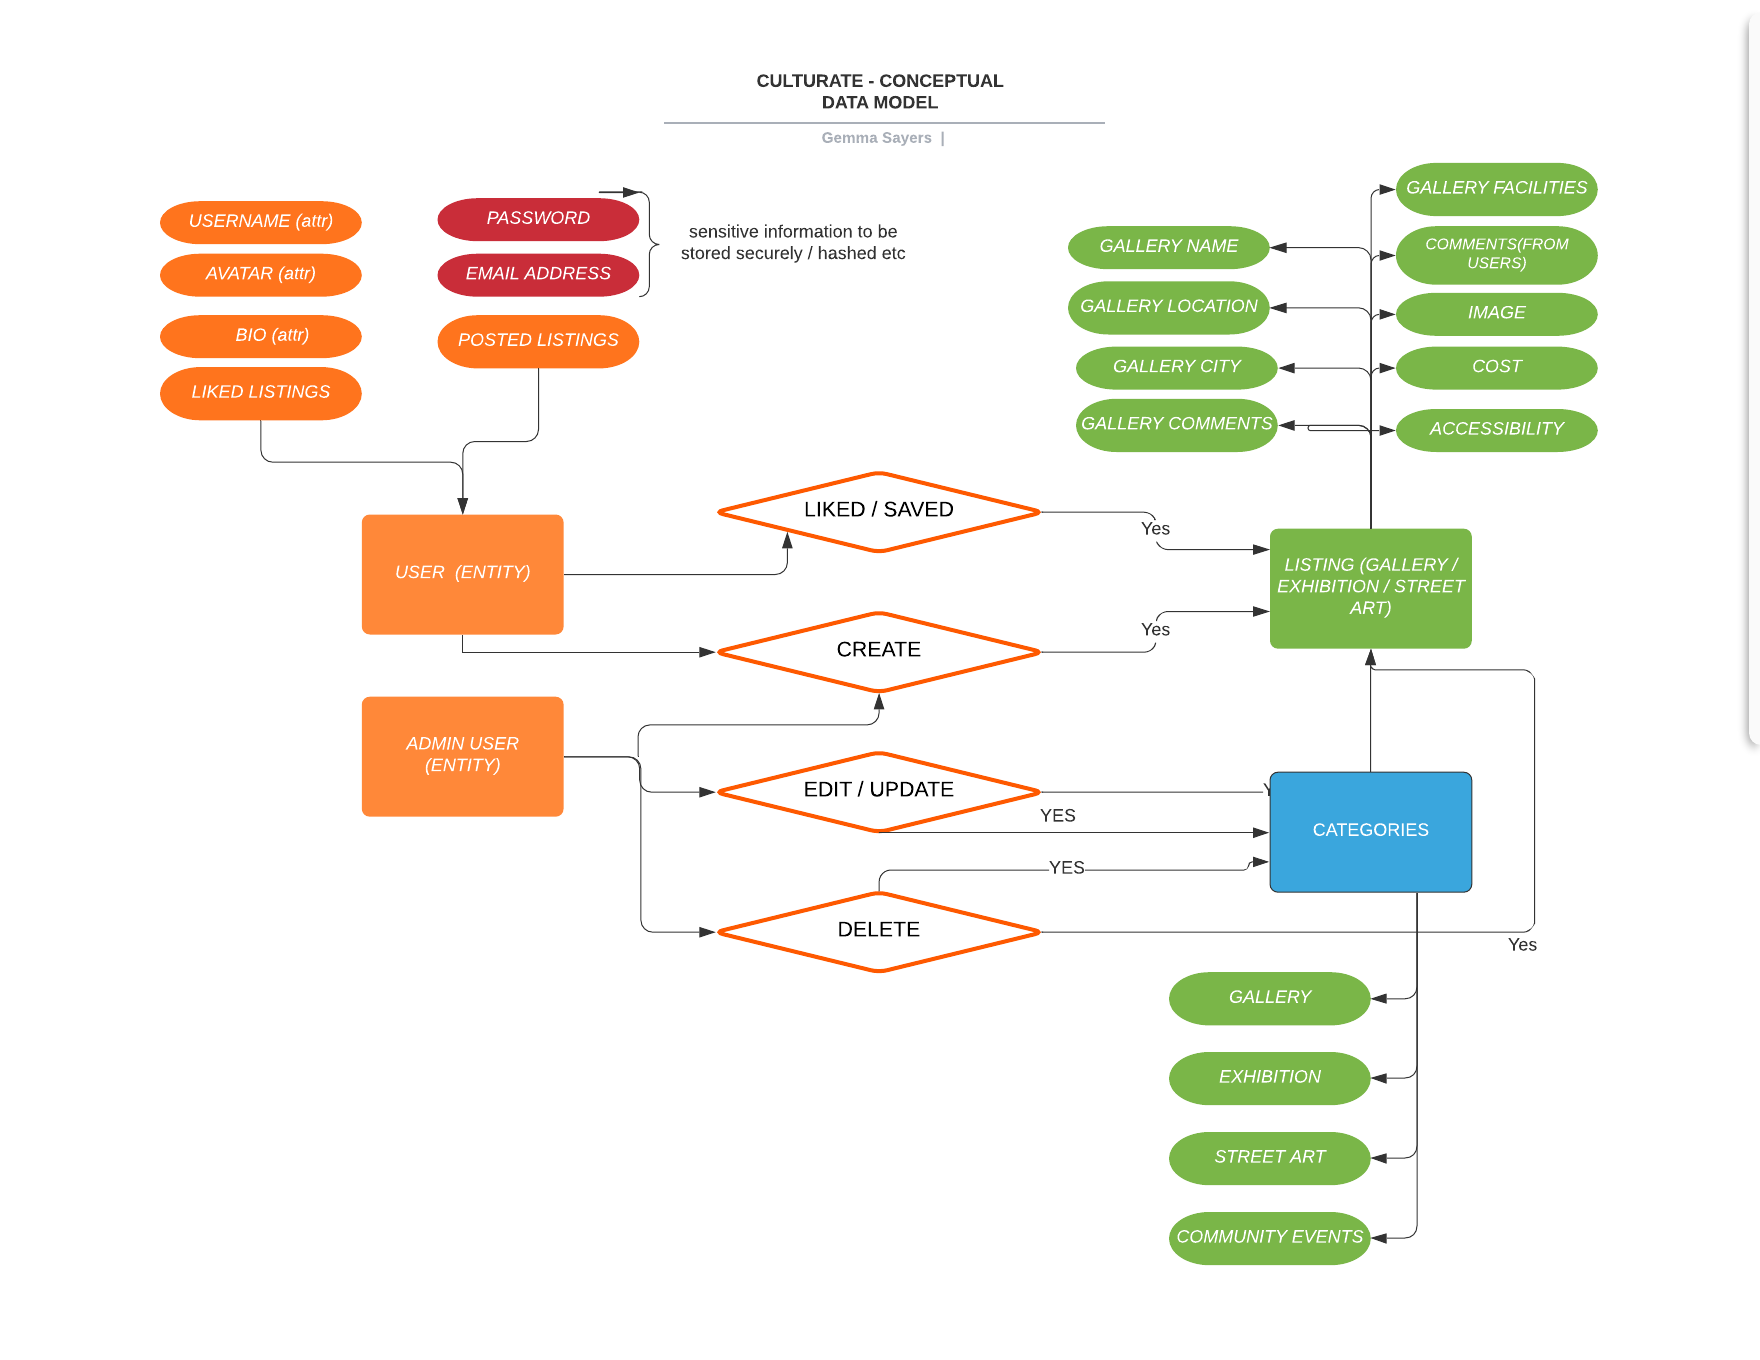 CULTURATE - CONCEPTUAL
DATA MODEL
Gemma Sayers |
USERNAME (attr)
AVATAR (attr)
BIO (attr)
LIKED LISTINGS
PASSWORD
EMAIL ADDRESS
POSTED LISTINGS
sensitive information to be
stored securely / hashed etc
GALLERY NAME
GALLERY LOCATION
GALLERY CITY
GALLERY COMMENTS
GALLERY FACILITIES
COMMENTS(FROM
USERS)
IMAGE
COST
ACCESSIBILITY
USER (ENTITY)
LIKED / SAVED
Yes
LISTING (GALLERY /
EXHIBITION / STREET
ART)
CREATE
Yes
ADMIN USER
(ENTITY)
EDIT / UPDATE
YES
CATEGORIES
YES
DELETE
Yes
GALLERY
EXHIBITION
STREET ART
COMMUNITY EVENTS